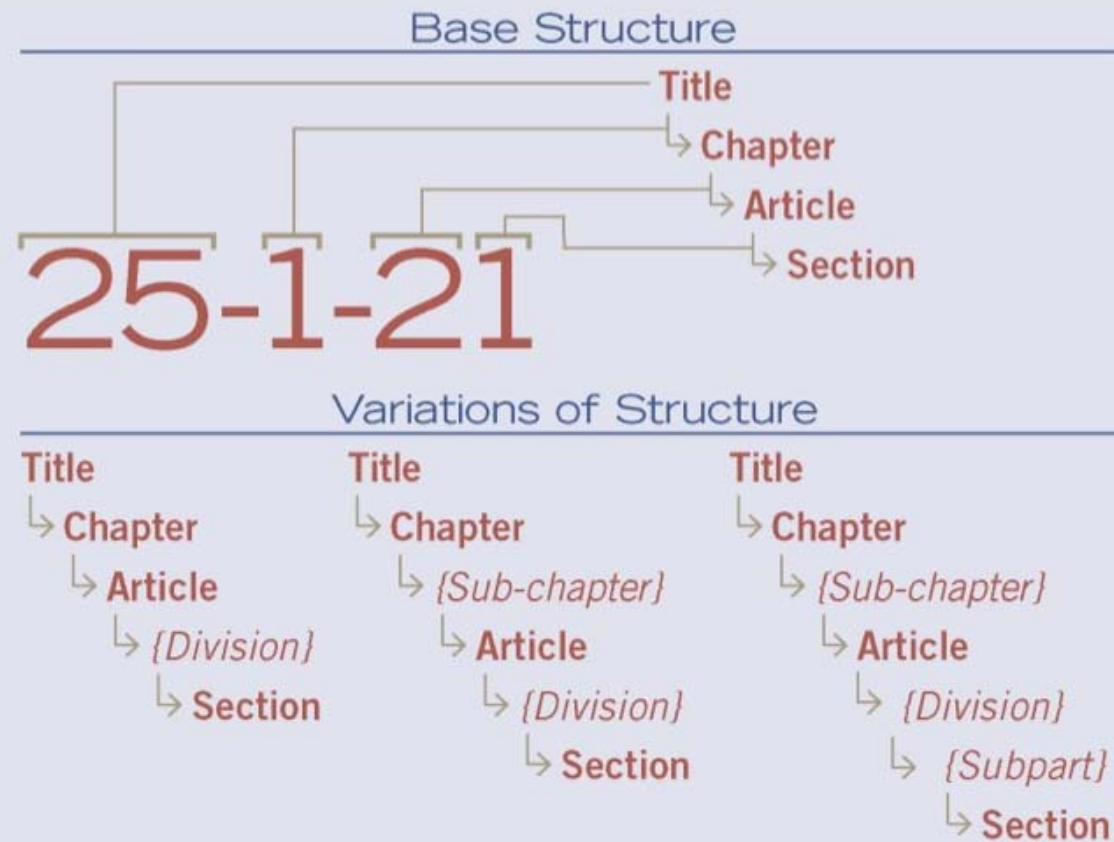 Base Structure
Title
Chapter
Article
Section
25-1-21
Variations of Structure
Title
Chapter
Article
{Division}
Section
Title
Chapter
{Sub-chapter}
Article
{Division}
Section
Title
Chapter
{Sub-chapter}
Article
{Division}
{Subpart}
Section